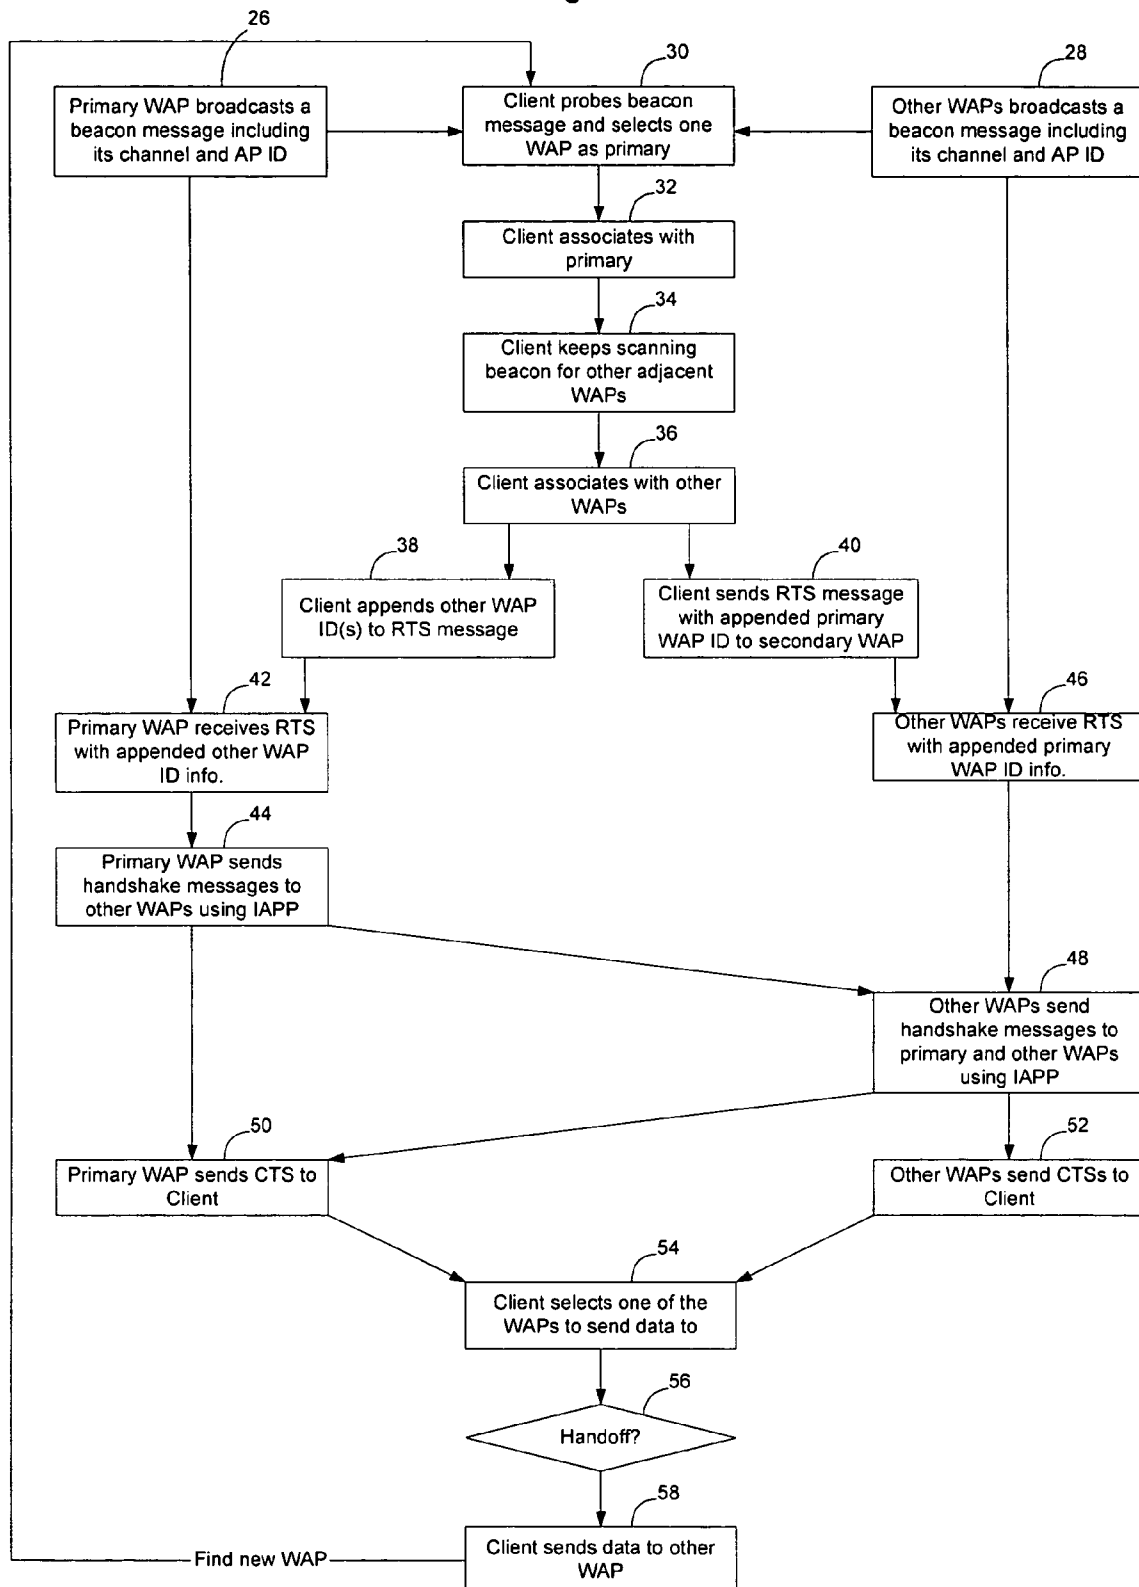 26
30
28
Primary WAP broadcasts a
beacon message including
its channel and AP ID
Client probes beacon
message and selects one
WAP as primary
Other WAPs broadcasts a
beacon message including
its channel and AP ID
32
Client associates with
primary
34
Client keeps scanning
beacon for other adjacent
WAPs
36
Client associates with other
WAPs
38
Client appends other WAP
ID(s) to RTS message
40
Client sends RTS message
with appended primary
WAP ID to secondary WAP
42
Primary WAP receives RTS
with appended other WAP
ID info.
46
Other WAPs receive RTS
with appended primary
WAP ID info.
44
Primary WAP sends
handshake messages to
other WAPs using IAPP
48
Other WAPs send
handshake messages to
primary and other WAPs
using IAPP
50
Primary WAP sends CTS to
Client
52
Other WAPs send CTSs to
Client
54
Client selects one of the
WAPs to send data to
56
Handoff?
58
Client sends data to other
WAP
Find new WAP